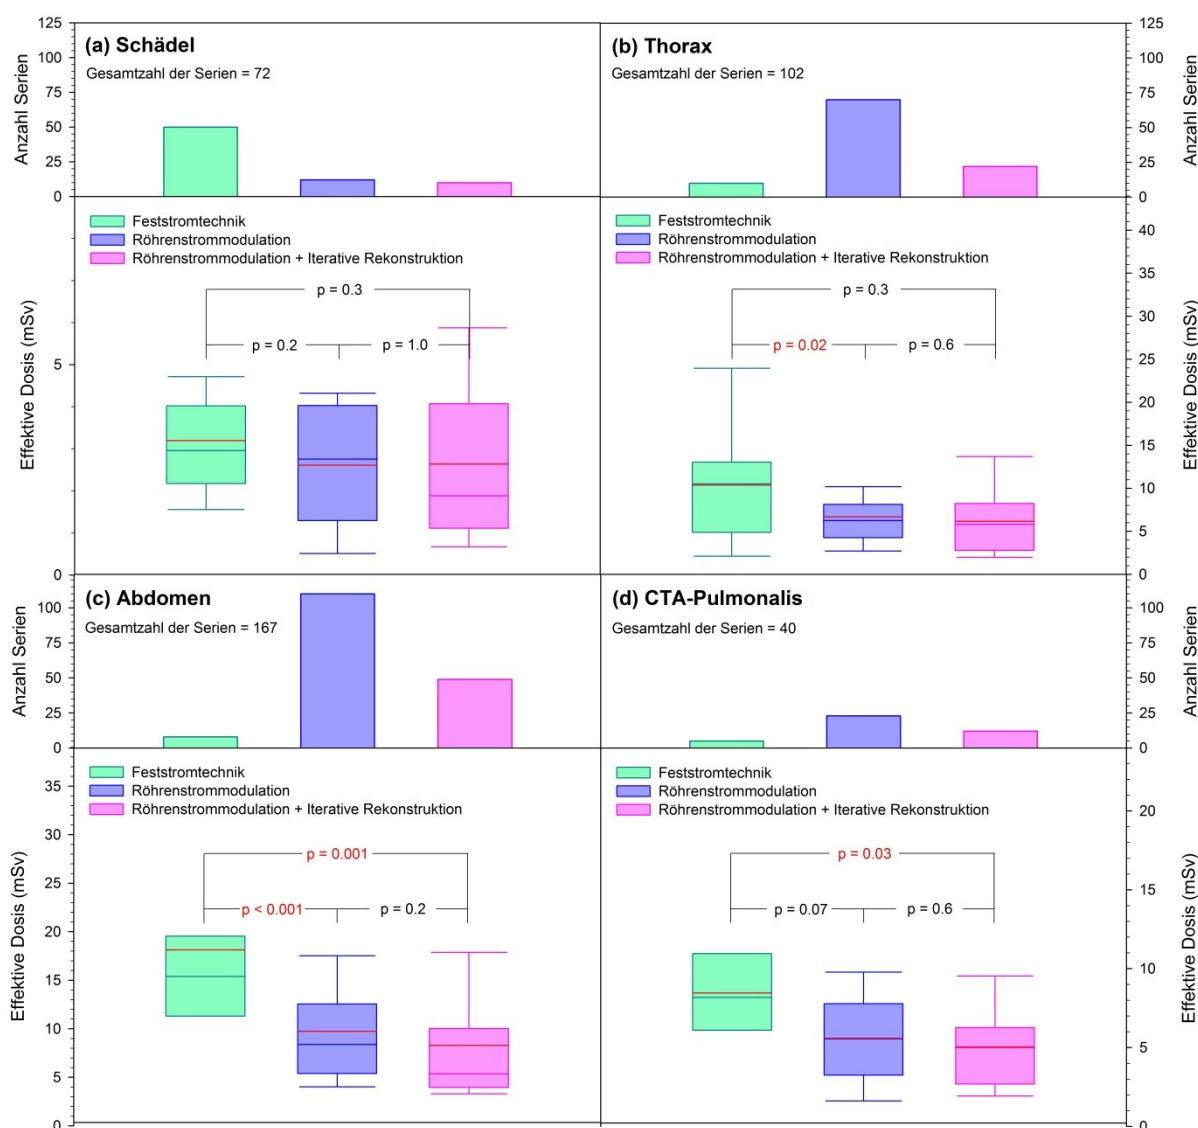 125
100
75
50
25
0
Anzahl Serien
(a) Schädel
Gesamtzahl der Serien = 72
(b) Thorax
Gesamtzahl der Serien = 102
125
100
75
50
25
0
Anzahl Serien
5
0
Effektive Dosis (mSv)
Feststromtechnik
Röhrenstrommodulation
Röhrenstrommodulation + Iterative Rekonstruktion
p = 0.3
p = 0.2
p = 1.0
Feststromtechnik
Röhrenstrommodulation
Röhrenstrommodulation + Iterative Rekonstruktion
p = 0.3
p = 0.02
p = 0.6
40
35
30
25
20
15
10
5
0
Effektive Dosis (mSv)
100
75
50
25
0
Anzahl Serien
(c) Abdomen
Gesamtzahl der Serien = 167
(d) CTA-Pulmonalis
Gesamtzahl der Serien = 40
100
75
50
25
0
Anzahl Serien
35
30
25
20
15
10
5
0
Effektive Dosis (mSv)
Feststromtechnik
Röhrenstrommodulation
Röhrenstrommodulation + Iterative Rekonstruktion
p = 0.001
p < 0.001
p = 0.2
Feststromtechnik
Röhrenstrommodulation
Röhrenstrommodulation + Iterative Rekonstruktion
p = 0.03
p = 0.07
p = 0.6
20
15
10
5
0
Effektive Dosis (mSv)